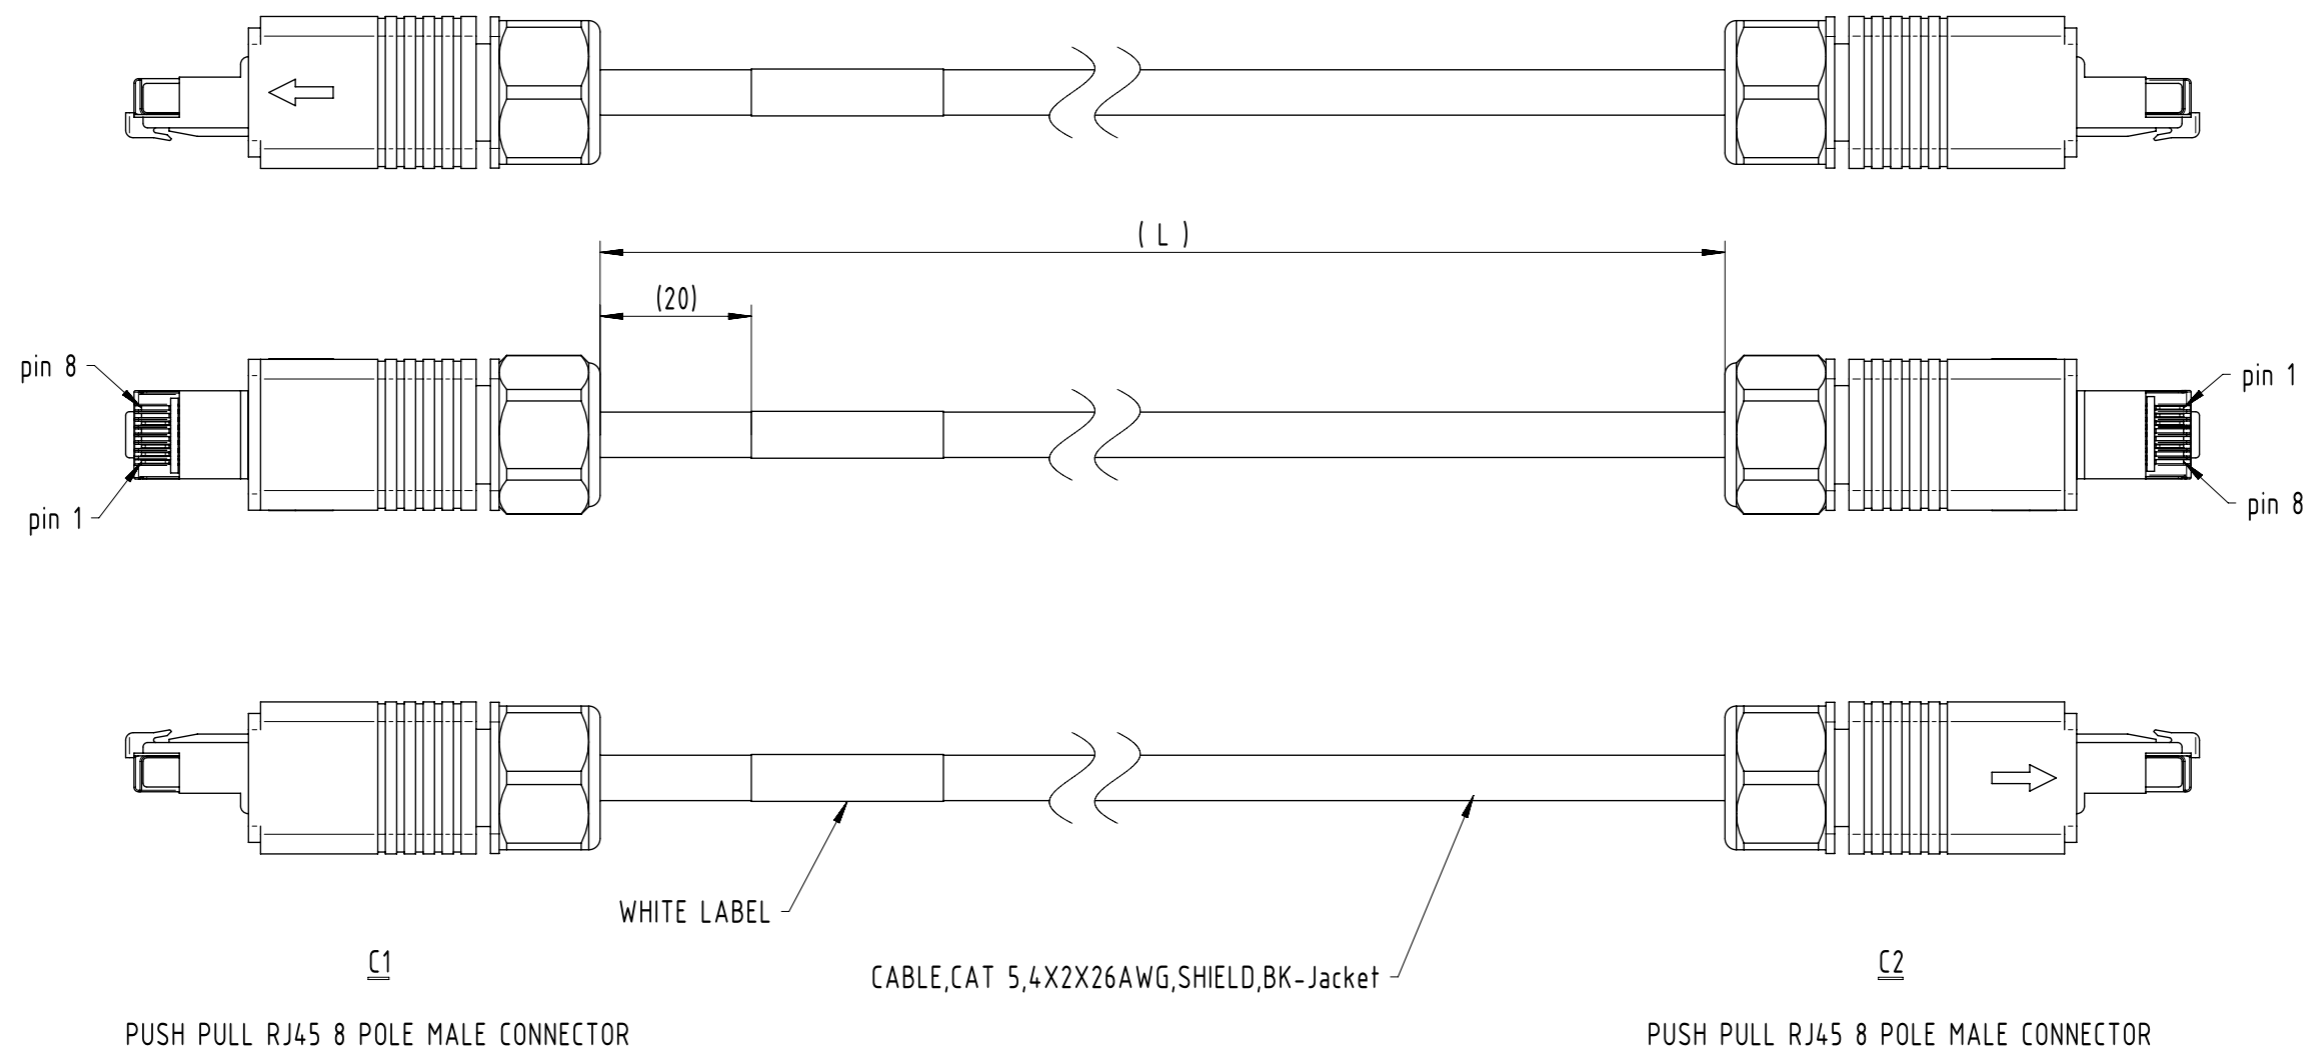 ( L )
(20)
pin 8
pin 1
pin 1
pin 8
WHITE LABEL
C1
CABLE,CAT 5,4X2X26AWG,SHIELD,BK-Jacket
C2
PUSH PULL RJ45 8 POLE MALE CONNECTOR
PUSH PULL RJ45 8 POLE MALE CONNECTOR